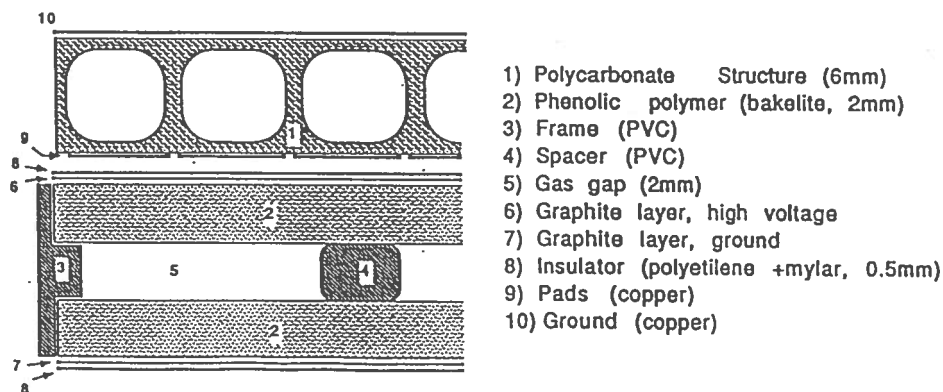 10
1
9
8
6
2
3
5
4
2
7
8
1) Polycarbonate Structure (6mm)
2) Phenolic polymer (bakelite, 2mm)
3) Frame (PVC)
4) Spacer (PVC)
5) Gas gap (2mm)
6) Graphite layer, high voltage
7) Graphite layer, ground
8) Insulator (polyetilene +mylar, 0.5mm)
9) Pads (copper)
10) Ground (copper)